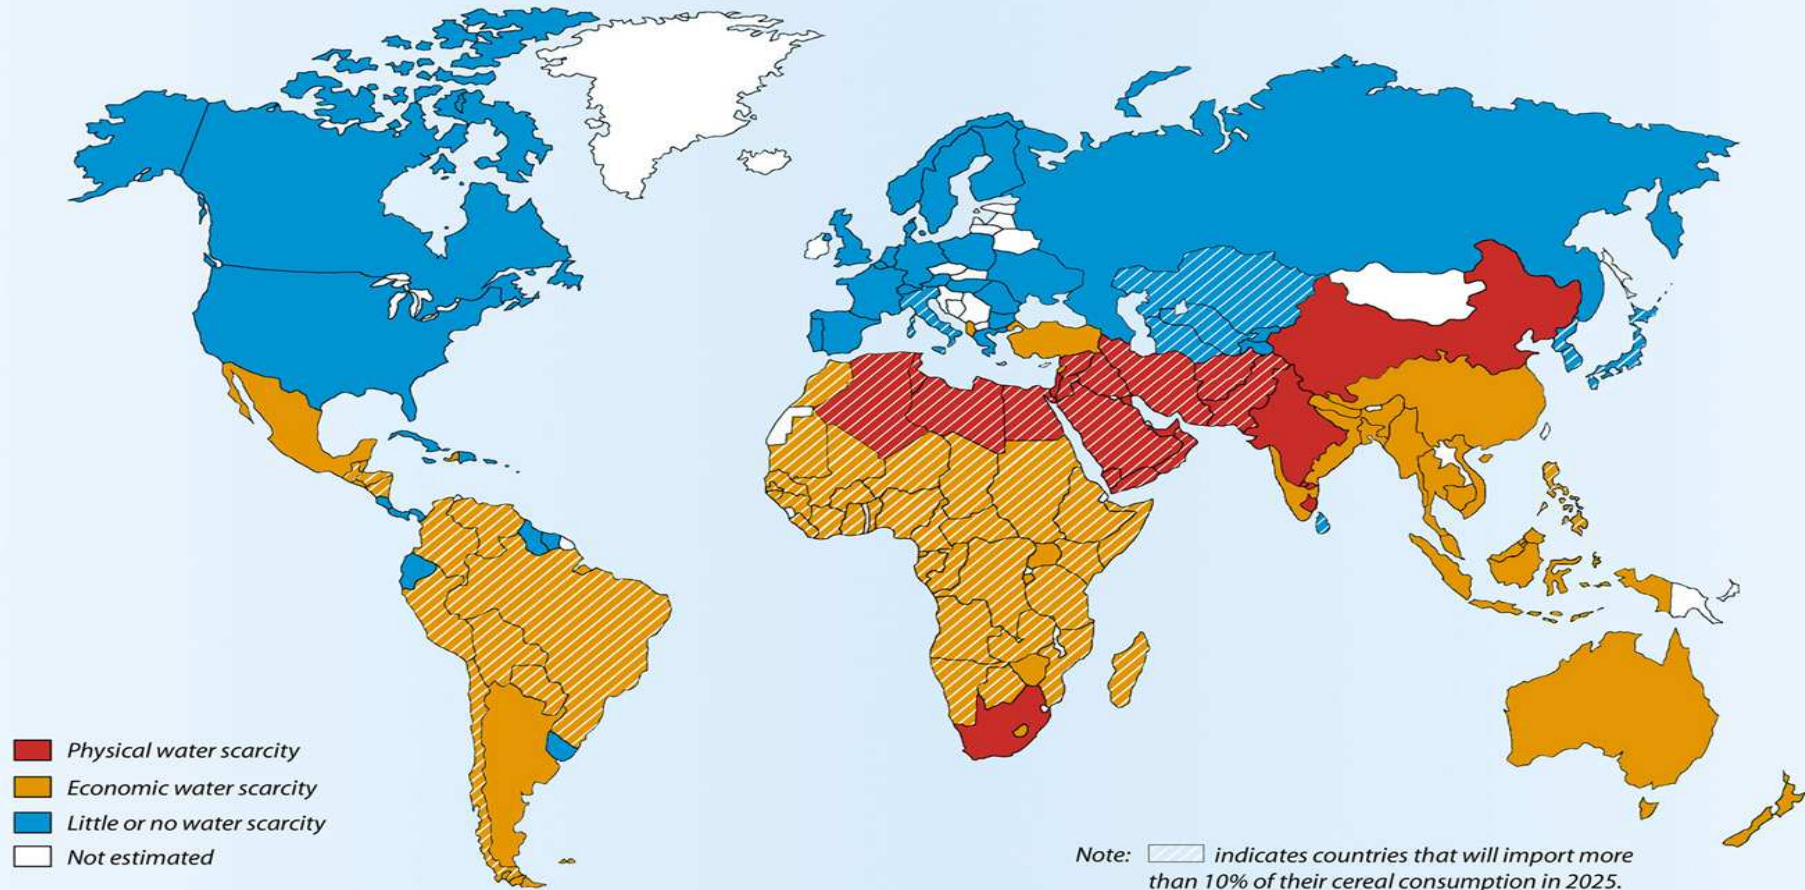 Physical water scarcity
Economic water scarcity
Little or no water scarcity
Not estimated
Note: indicates countries that will import more
than 10% of their cereal consumption in 2025.